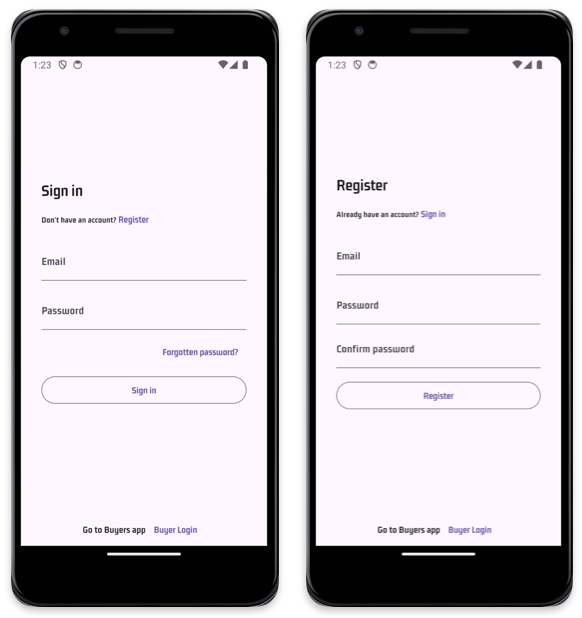 1:23
Sign in
Don't have an account? Register
Email
Password
Forgotten password?
Sign in
Go to Buyers app Buyer Login
1:23
Register
Already have an account? Sign in
Email
Password
Confirm password
Register
Go to Buyers app Buyer Login